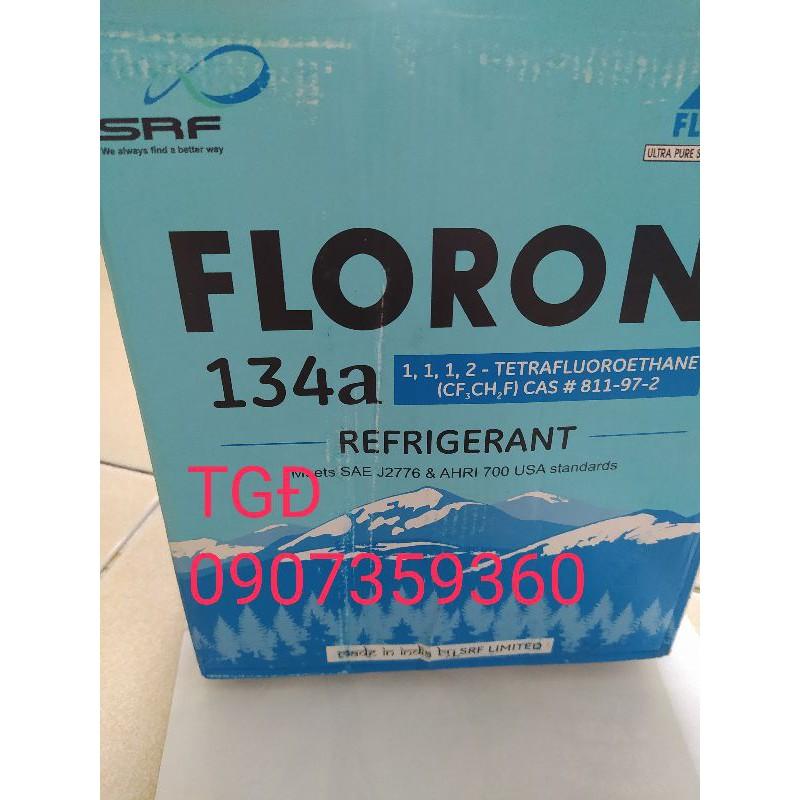 SRF
We always find a better way
ULTRA PURE
FLORON
134a
1, 1, 1, 2 - TETRAFLUOROETHANE
(CF₃CH₂F) CAS # 811-97-2
REFRIGERANT
Meets SAE J2776 & AHRI 700 USA standards
TGĐ
0907359360
made in india by SRF LIMITED